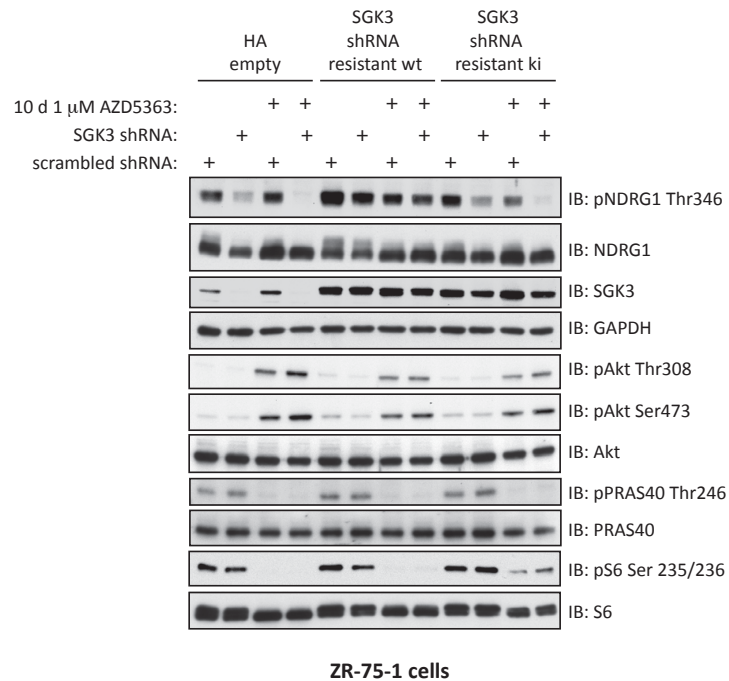 HA
empty
SGK3
shRNA
resistant wt
SGK3
shRNA
resistant ki
10 d 1 μM AZD5363: + + + + + +
SGK3 shRNA: + + + + + +
scrambled shRNA: + + + + + +
IB: pNDRG1 Thr346
IB: NDRG1
IB: SGK3
IB: GAPDH
IB: pAkt Thr308
IB: pAkt Ser473
IB: Akt
IB: pPRAS40 Thr246
IB: PRAS40
IB: pS6 Ser 235/236
IB: S6
ZR-75-1 cells